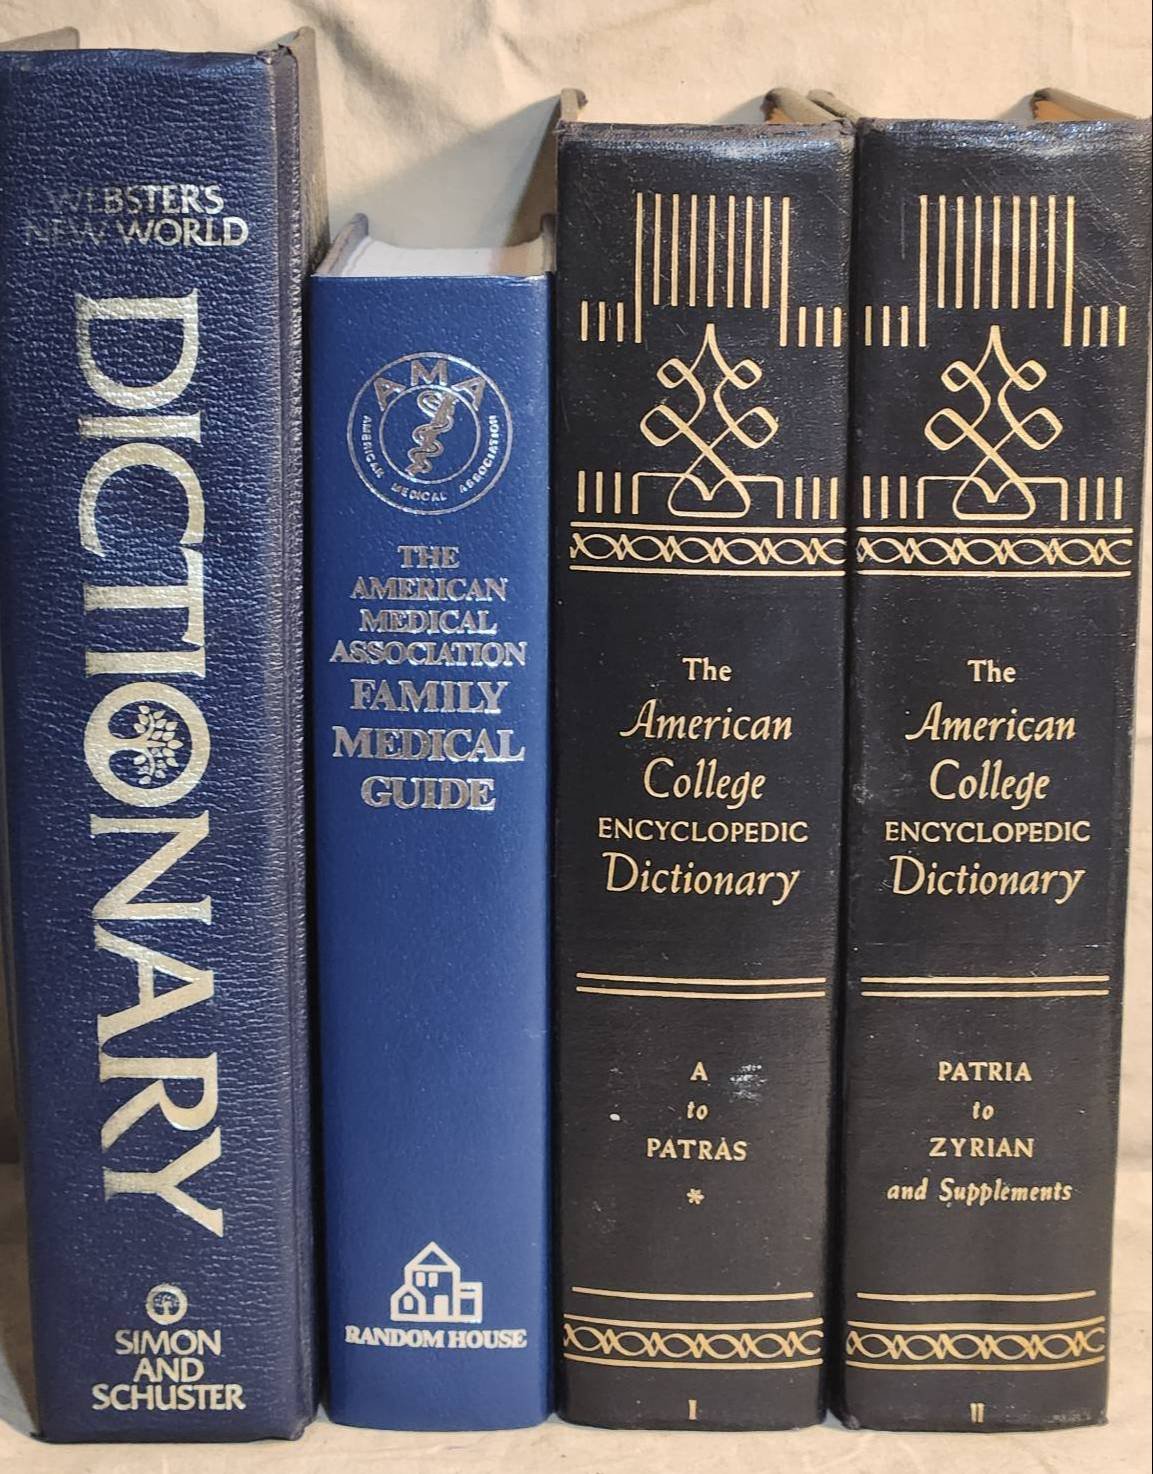 WEBSTER'S
NEW WORLD
DICTIONARY
SIMON
AND
SCHUSTER
AMA
AMERICAN MEDICAL ASSOCIATION
THE
AMERICAN
MEDICAL
ASSOCIATION
FAMILY
MEDICAL
GUIDE
RANDOM HOUSE
The
American
College
ENCYCLOPEDIC
Dictionary
A
to
PATRAS
*
I
The
American
College
ENCYCLOPEDIC
Dictionary
PATRIA
to
ZYRIAN
and Supplements
II